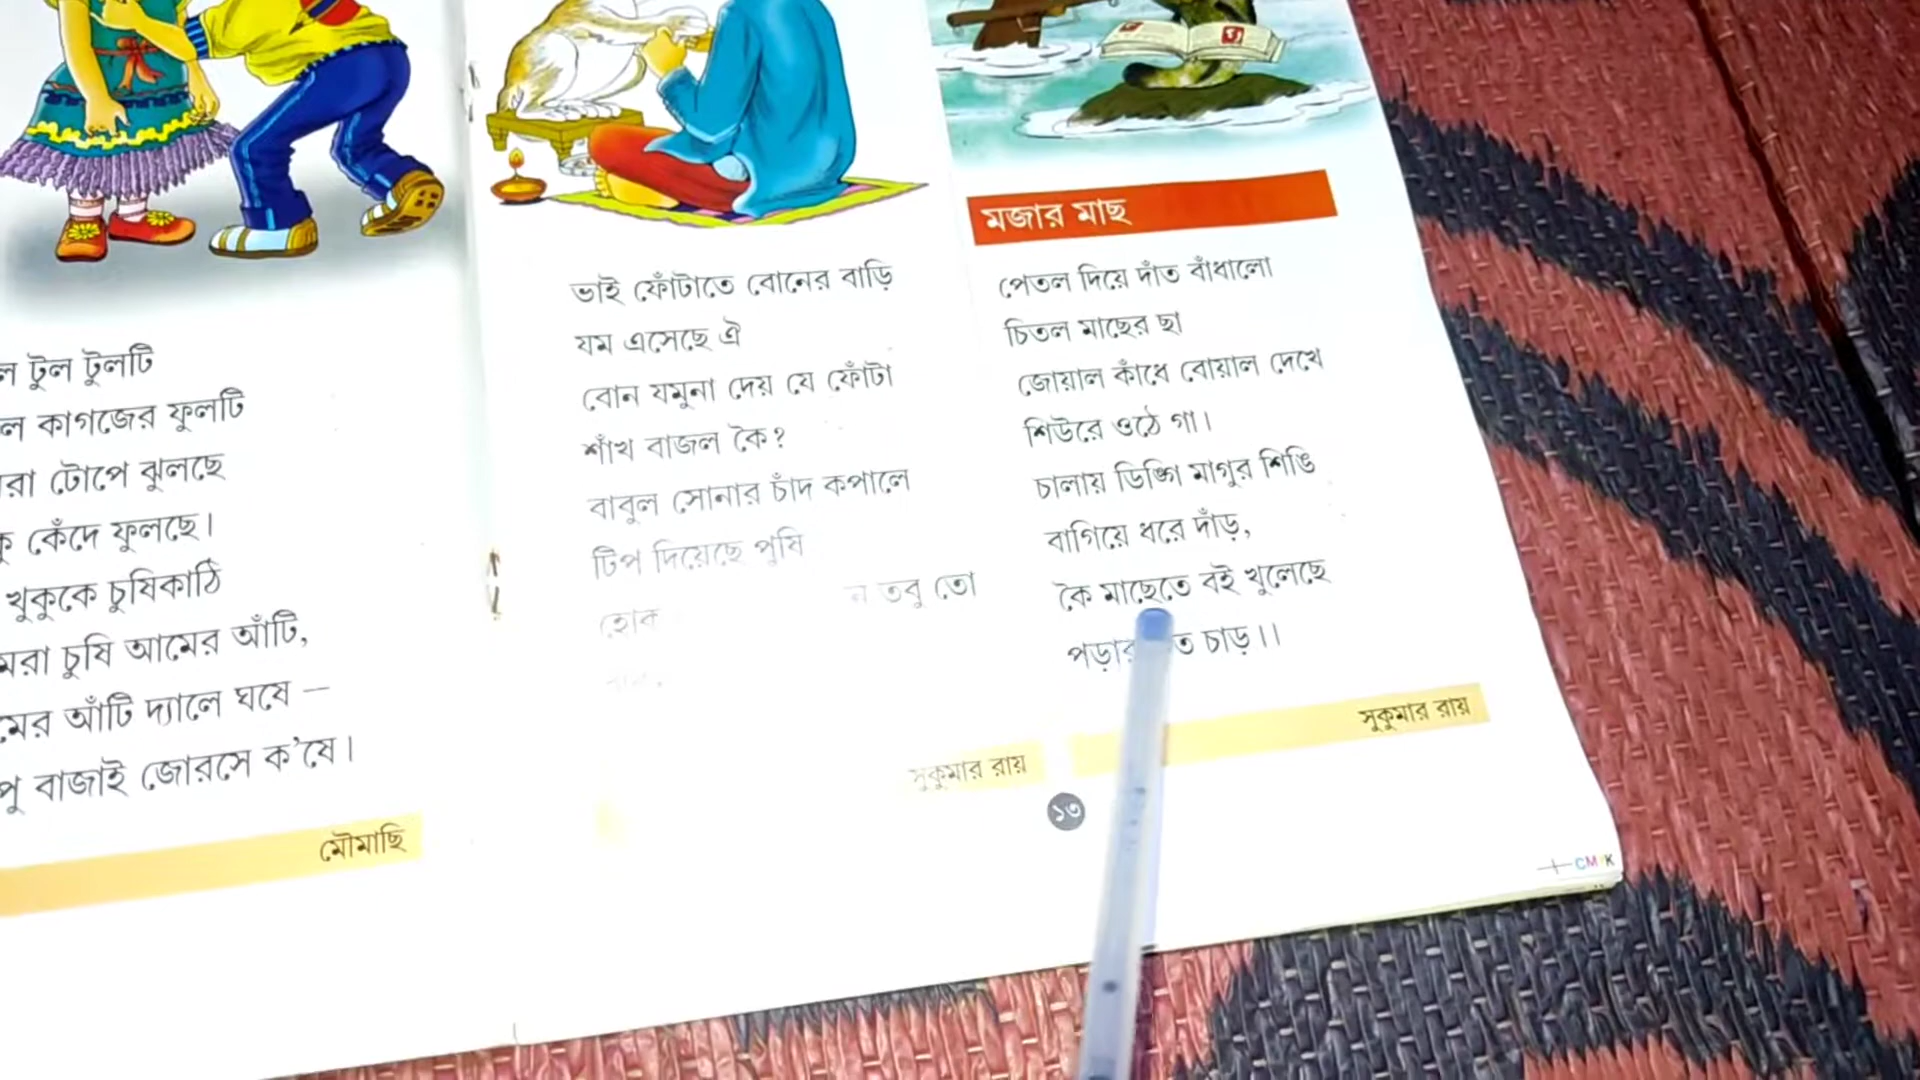 টুল টুলটি
কাগজের ফুলটি
টোপে ঝুলছে
কেঁদে ফুলছে।
খুকুকে চুষিকাঠি
চুষি আমের আঁটি,
আঁটি দ্যালে ঘষে –
বাজাই জোরসে ক'ষে।
মৌমাছি
ভাই ফোঁটাতে বোনের বাড়ি
যম এসেছে ঐ
বোন যমুনা দেয় যে ফোঁটা
শাঁখ বাজল কৈ?
বাবুল সোনার চাঁদ কপালে
টিপ দিয়েছে পুষি
তবু তো
সুকুমার রায়
মজার মাছ
পেতল দিয়ে দাঁত বাঁধালো
চিতল মাছের ছা
জোয়াল কাঁধে বোয়াল দেখে
শিউরে ওঠে গা।
চালায় ডিঙ্গি মাগুর শিঙি
বাগিয়ে ধরে দাঁড়,
কৈ মাছেতে বই খুলেছে
চাড়।।
সুকুমার রায়
১৩
CMYK